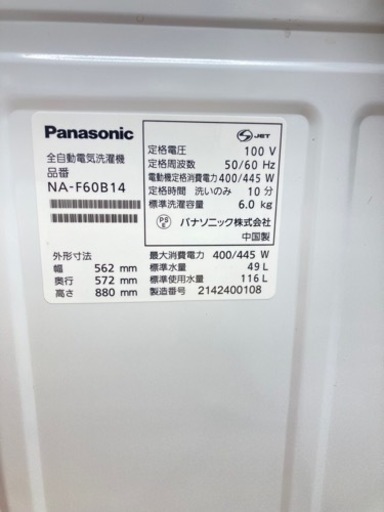 Panasonic
全自動電気洗濯機
品番
NA-F60B14
外形寸法
幅 562 mm
奥行 572 mm
高さ 880 mm
S JET
定格電圧 100 V
定格周波数 50/60 Hz
電動機定格消費電力 400/445 W
定格時間 洗いのみ 10 分
標準洗濯容量 6.0 kg
PS E パナソニック株式会社
中国製
最大消費電力 400/445 W
標準水量 49 L
標準使用水量 116 L
製造番号 2142400108